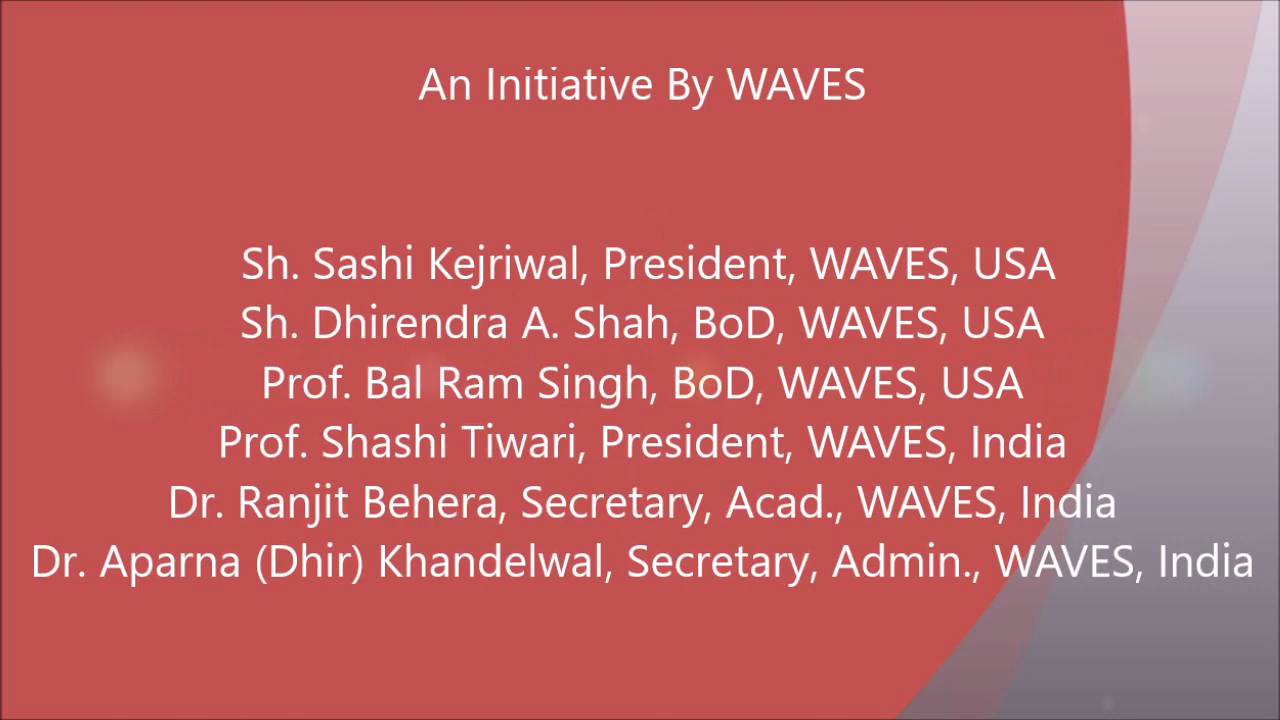 An Initiative By WAVES
Sh. Sashi Kejriwal, President, WAVES, USA
Sh. Dhirendra A. Shah, BoD, WAVES, USA
Prof. Bal Ram Singh, BoD, WAVES, USA
Prof. Shashi Tiwari, President, WAVES, India
Dr. Ranjit Behera, Secretary, Acad., WAVES, India
Dr. Aparna (Dhir) Khandelwal, Secretary, Admin., WAVES, India